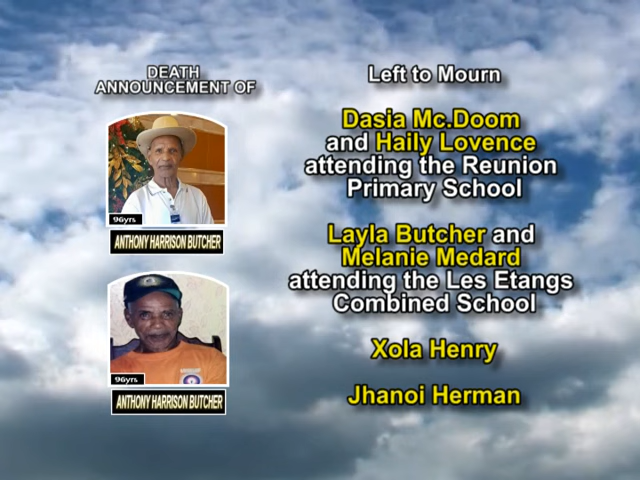 DEATH
ANNOUNCEMENT OF
96yrs
ANTHONY HARRISON BUTCHER
96yrs
ANTHONY HARRISON BUTCHER
Left to Mourn
Dasia Mc.Doom
and Haily Lovence
attending the Reunion
Primary School
Layla Butcher and
Melanie Medard
attending the Les Etangs
Combined School
Xola Henry
Jhanoi Herman